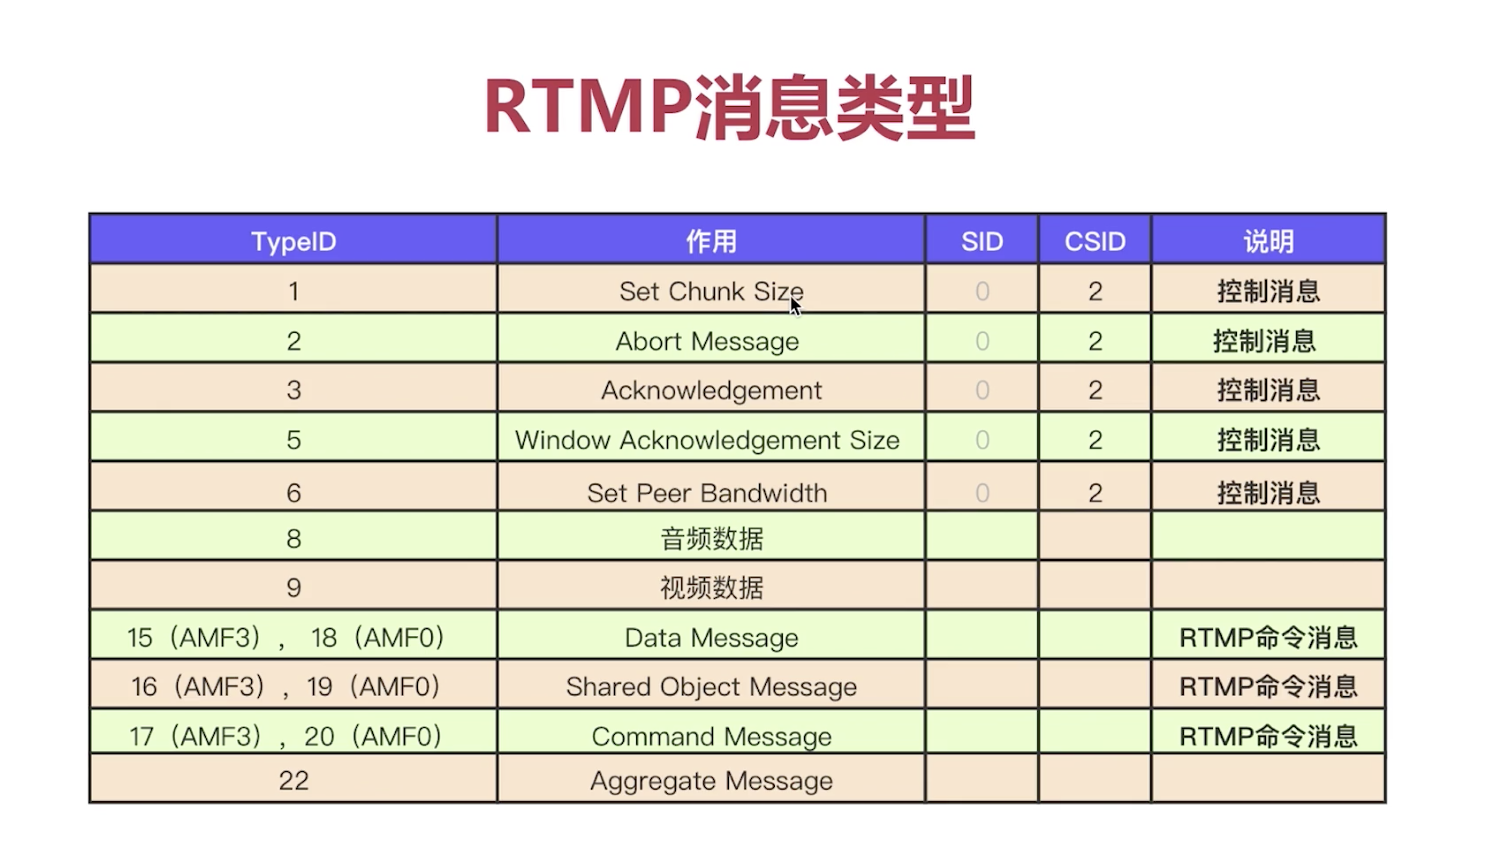 RTMP消息类型
TypeID 作用 SID CSID 说明
1 Set Chunk Size 0 2 控制消息
2 Abort Message 0 2 控制消息
3 Acknowledgement 0 2 控制消息
5 Window Acknowledgement Size 0 2 控制消息
6 Set Peer Bandwidth 0 2 控制消息
8 音频数据
9 视频数据
15（AMF3），18（AMF0） Data Message RTMP命令消息
16（AMF3），19（AMF0） Shared Object Message RTMP命令消息
17（AMF3），20（AMF0） Command Message RTMP命令消息
22 Aggregate Message